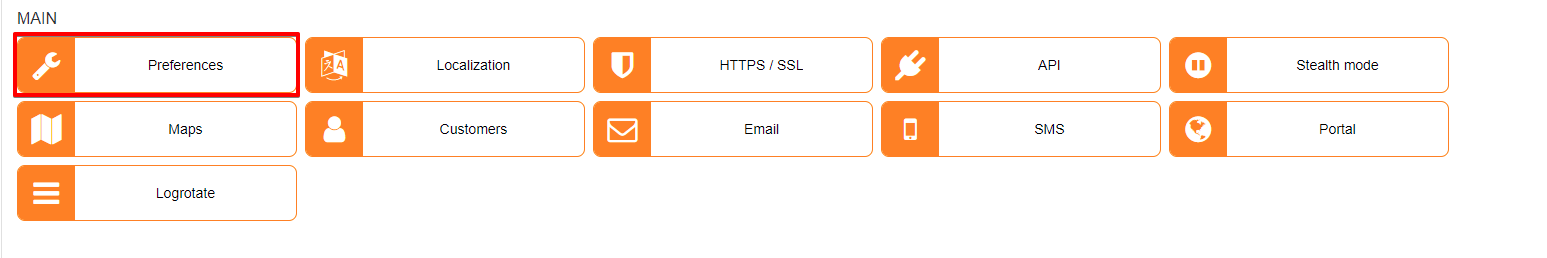 MAIN
Preferences
Localization
HTTPS / SSL
API
Stealth mode
Maps
Customers
Email
SMS
Portal
Logrotate